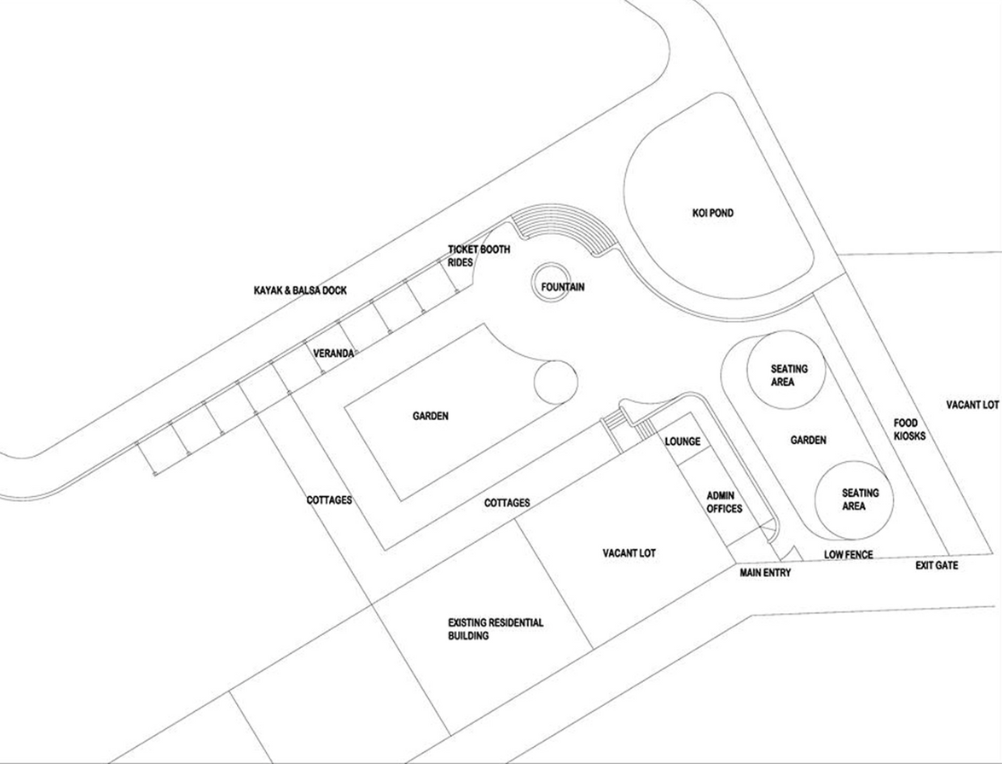 KOI POND
TICKET BOOTH
RIDES
KAYAK & BALSA DOCK
FOUNTAIN
VERANDA
SEATING
AREA
GARDEN
VACANT LOT
FOOD
KIOSKS
GARDEN
LOUNGE
SEATING
AREA
COTTAGES
COTTAGES
ADMIN
OFFICES
VACANT LOT
LOW FENCE
MAIN ENTRY
EXIT GATE
EXISTING RESIDENTIAL
BUILDING